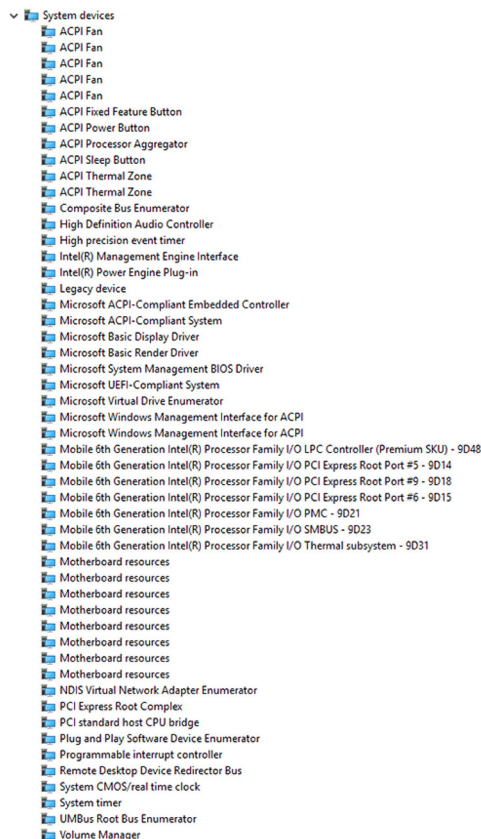 System devices
ACPI Fan
ACPI Fan
ACPI Fan
ACPI Fan
ACPI Fan
ACPI Fixed Feature Button
ACPI Power Button
ACPI Processor Aggregator
ACPI Sleep Button
ACPI Thermal Zone
ACPI Thermal Zone
Composite Bus Enumerator
High Definition Audio Controller
High precision event timer
Intel(R) Management Engine Interface
Intel(R) Power Engine Plug-in
Legacy device
Microsoft ACPI-Compliant Embedded Controller
Microsoft ACPI-Compliant System
Microsoft Basic Display Driver
Microsoft Basic Render Driver
Microsoft System Management BIOS Driver
Microsoft UEFI-Compliant System
Microsoft Virtual Drive Enumerator
Microsoft Windows Management Interface for ACPI
Microsoft Windows Management Interface for ACPI
Mobile 6th Generation Intel(R) Processor Family I/O LPC Controller (Premium SKU) - 9D48
Mobile 6th Generation Intel(R) Processor Family I/O PCI Express Root Port #5 - 9D14
Mobile 6th Generation Intel(R) Processor Family I/O PCI Express Root Port #9 - 9D18
Mobile 6th Generation Intel(R) Processor Family I/O PCI Express Root Port #6 - 9D15
Mobile 6th Generation Intel(R) Processor Family I/O PMC - 9D21
Mobile 6th Generation Intel(R) Processor Family I/O SMBUS - 9D23
Mobile 6th Generation Intel(R) Processor Family I/O Thermal subsystem - 9D31
Motherboard resources
Motherboard resources
Motherboard resources
Motherboard resources
Motherboard resources
Motherboard resources
Motherboard resources
Motherboard resources
NDIS Virtual Network Adapter Enumerator
PCI Express Root Complex
PCI standard host CPU bridge
Plug and Play Software Device Enumerator
Programmable interrupt controller
Remote Desktop Device Redirector Bus
System CMOS/real time clock
System timer
UMBus Root Bus Enumerator
Volume Manager